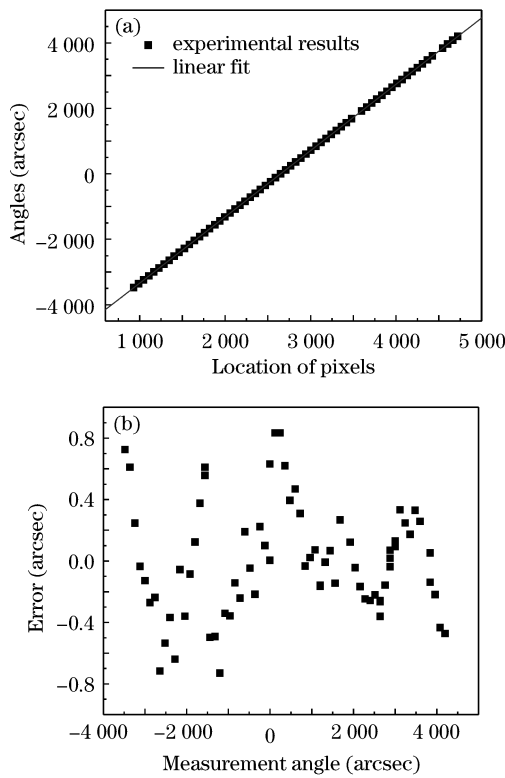 (a)
experimental results
linear fit
4 000
2 000
0
−2 000
−4 000
Angles (arcsec)
1 000 2 000 3 000 4 000 5 000
Location of pixels
(b)
0.8
0.4
0.0
−0.4
−0.8
Error (arcsec)
−4 000 −2 000 0 2 000 4 000
Measurement angle (arcsec)